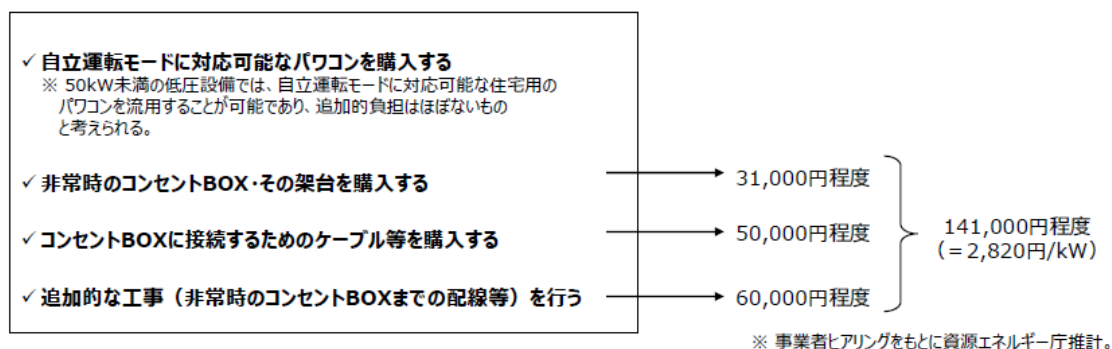 ✓ 自立運転モードに対応可能なパワコンを購入する
※ 50kW未満の低圧設備では、自立運転モードに対応可能な住宅用の
パワコンを流用することが可能であり、追加的負担はほぼないもの
と考えられる。
✓ 非常時のコンセントBOX・その架台を購入する
31,000円程度
✓ コンセントBOXに接続するためのケーブル等を購入する
50,000円程度
✓ 追加的な工事（非常時のコンセントBOXまでの配線等）を行う
60,000円程度
141,000円程度
（＝2,820円/kW）
※ 事業者ヒアリングをもとに資源エネルギー庁推計。